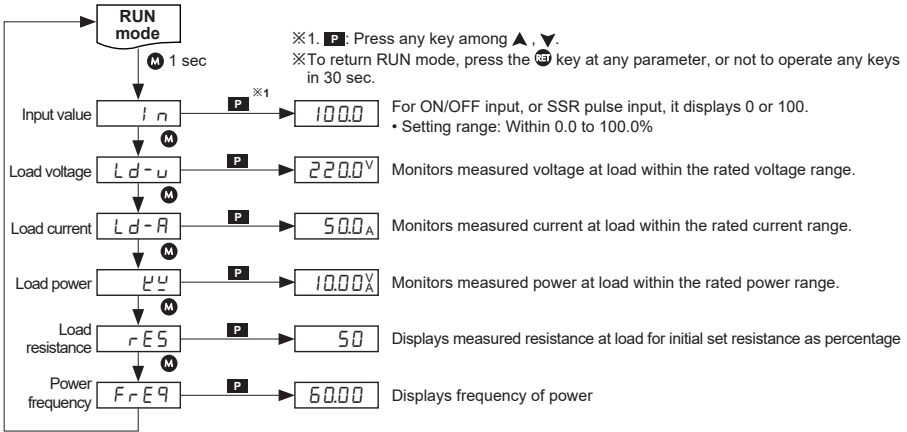 RUN
mode
M 1 sec
※1. P: Press any key among ▲, ▼.
※To return RUN mode, press the RET key at any parameter, or not to operate any keys
in 30 sec.
Input value In P ※1 100.0 For ON/OFF input, or SSR pulse input, it displays 0 or 100.
• Setting range: Within 0.0 to 100.0%
M
Load voltage Ld-u P 220.0 V Monitors measured voltage at load within the rated voltage range.
M
Load current Ld-A P 50.0 A Monitors measured current at load within the rated current range.
M
Load power P 10.00 V A Monitors measured power at load within the rated power range.
M
Load
resistance rES P 50 Displays measured resistance at load for initial set resistance as percentage
M
Power
frequency FrEq P 60.00 Displays frequency of power